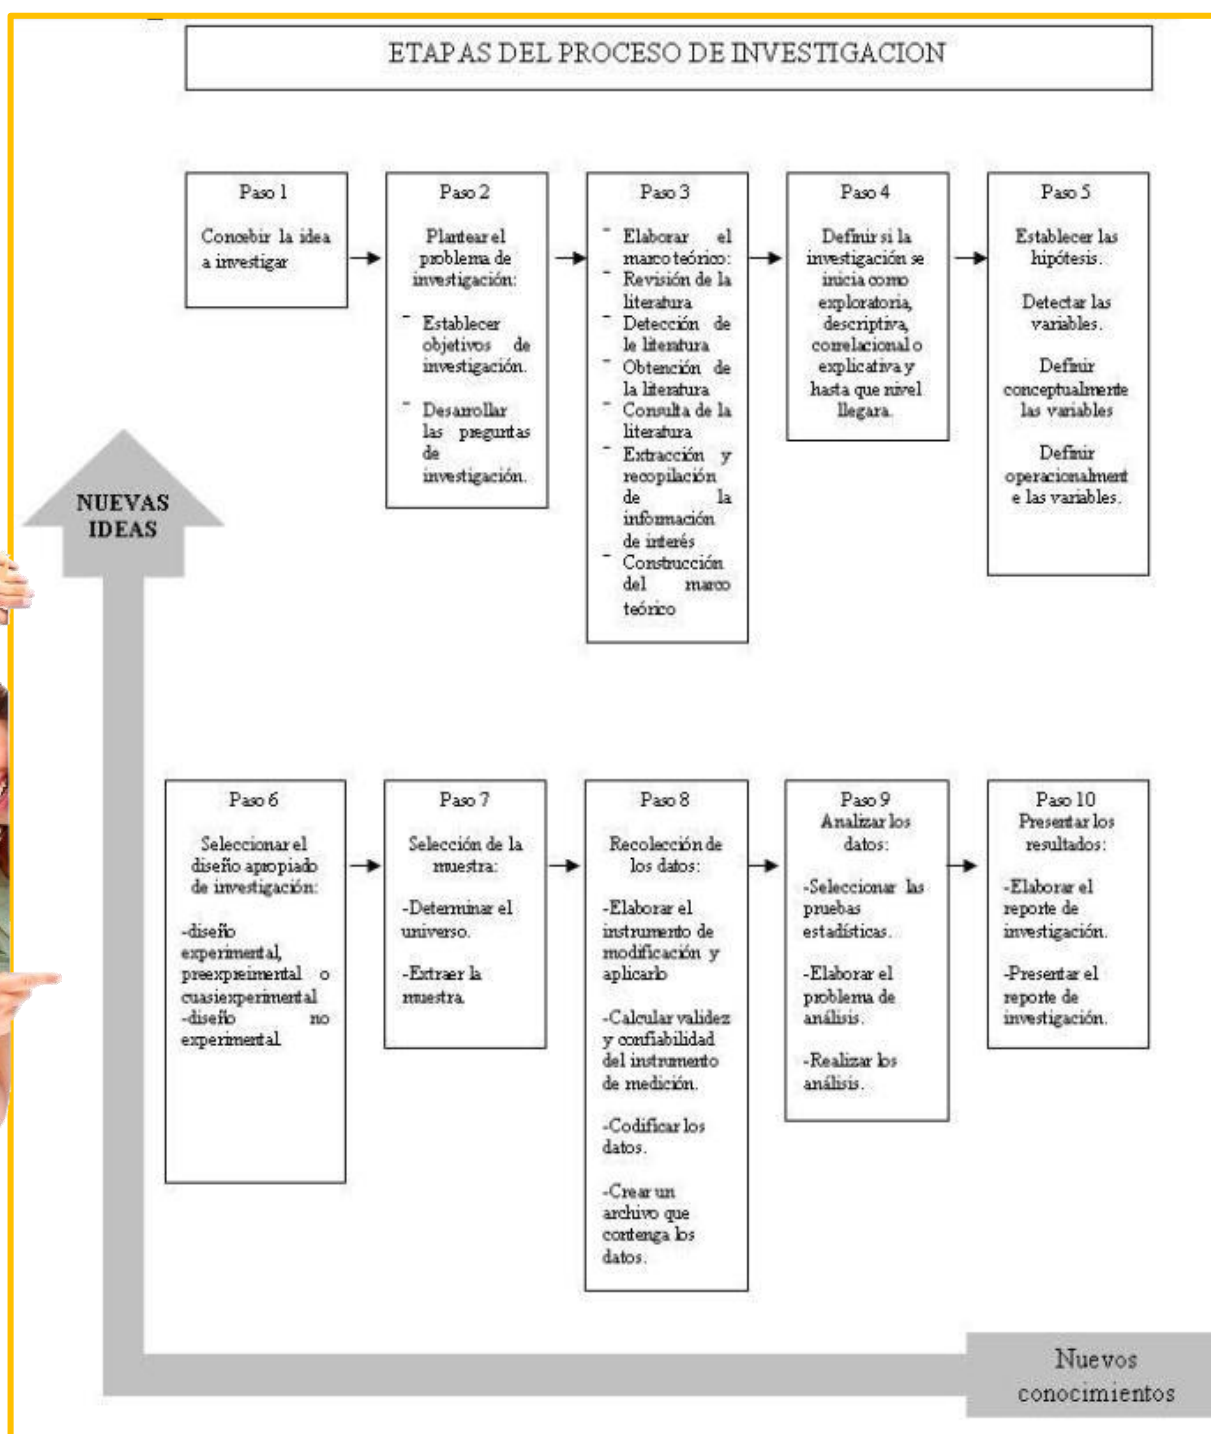 ETAPAS DEL PROCESO DE INVESTIGACION
Paso 1
Concebir la idea
a investigar
Paso 2
Plantear el
problema de
investigación:
- Establecer
objetivos de
investigación.
- Desarrollar
las preguntas
de
investigación.
Paso 3
- Elaborar el
marco teórico:
- Revisión de la
literatura
- Detección de
le literatura
- Obtención de
la literatura
- Consulta de la
literatura
- Extracción y
recopilación
de la
información
de interés
- Construcción
del marco
teórico
Paso 4
Definir si la
investigación se
inicia como
exploratoria,
descriptiva,
correlacional o
explicativa y
hasta que nivel
llegara.
Paso 5
Establecer las
hipótesis.
Detectar las
variables.
Definir
conceptualmente
las variables
Definir
operacionalment
e las variables.
NUEVAS
IDEAS
Paso 6
Seleccionar el
diseño apropiado
de investigación:
-diseño
experimental,
preexpreimental o
cuasiexperimental
-diseño no
experimental.
Paso 7
Selección de la
muestra:
-Determinar el
universo.
-Extraer la
muestra.
Paso 8
Recolección de
los datos:
-Elaborar el
instrumento de
modificación y
aplicarlo
-Calcular validez
y confiabilidad
del instrumento
de medición.
-Codificar los
datos.
-Crear un
archivo que
contenga los
datos.
Paso 9
Analizar los
datos:
-Seleccionar las
pruebas
estadísticas.
-Elaborar el
problema de
análisis.
-Realizar los
análisis.
Paso 10
Presentar los
resultados:
-Elaborar el
reporte de
investigación.
-Presentar el
reporte de
investigación.
Nuevos
conocimientos